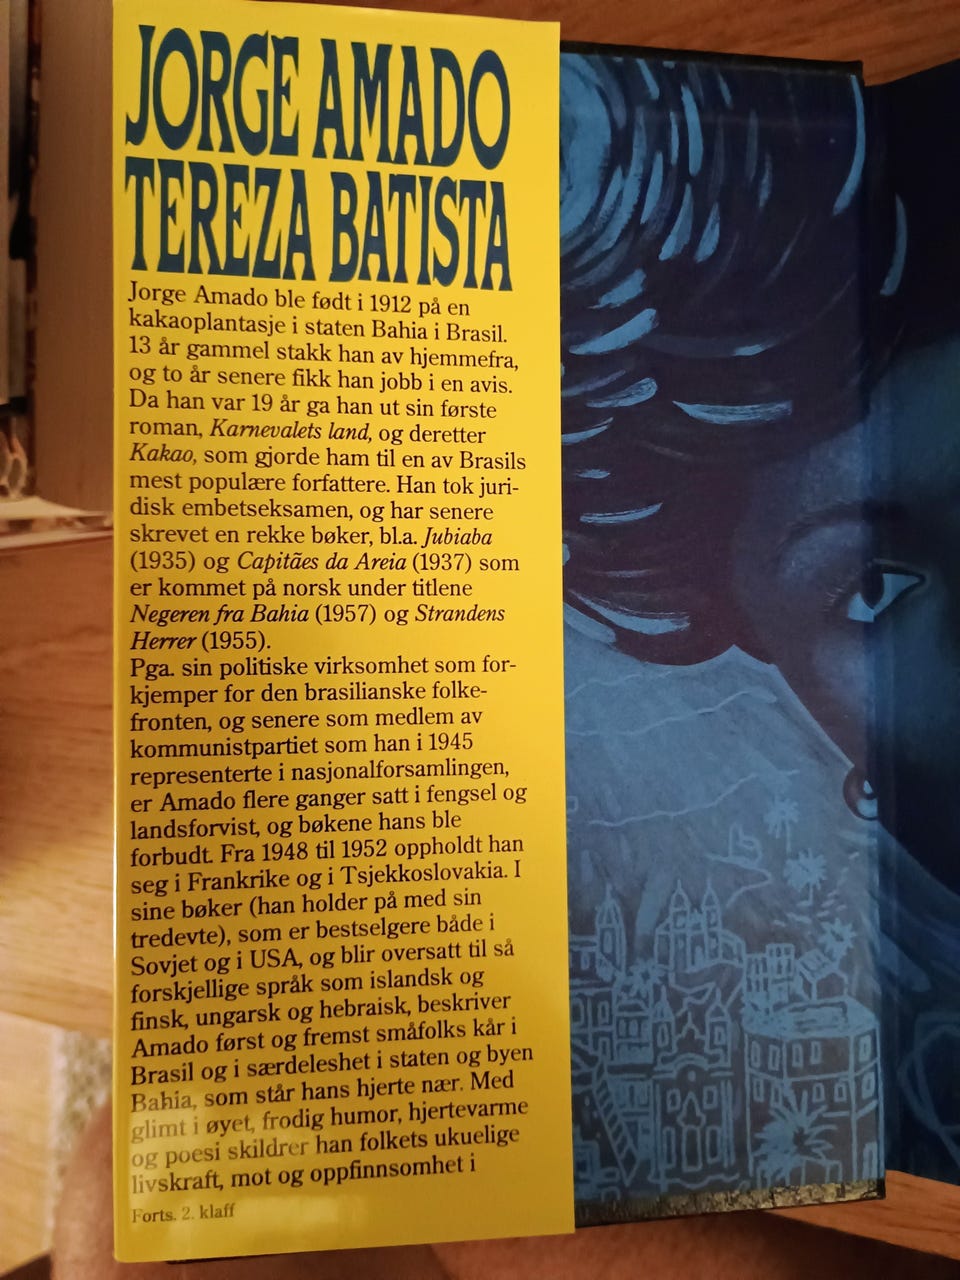 JORGE AMADO
TEREZA BATISTA
Jorge Amado ble født i 1912 på en
kakaoplantasje i staten Bahia i Brasil.
13 år gammel stakk han av hjemmefra,
og to år senere fikk han jobb i en avis.
Da han var 19 år ga han ut sin første
roman, Karnevalets land, og deretter
Kakao, som gjorde ham til en av Brasils
mest populære forfattere. Han tok juri-
disk embetseksamen, og har senere
skrevet en rekke bøker, bl.a. Jubiaba
(1935) og Capitães da Areia (1937) som
er kommet på norsk under titlene
Negeren fra Bahia (1957) og Strandens
Herrer (1955).
Pga. sin politiske virksomhet som for-
kjemper for den brasilianske folke-
fronten, og senere som medlem av
kommunistpartiet som han i 1945
representerte i nasjonalforsamlingen,
er Amado flere ganger satt i fengsel og
landsforvist, og bøkene hans ble
forbudt. Fra 1948 til 1952 oppholdt han
seg i Frankrike og i Tsjekkoslovakia. I
sine bøker (han holder på med sin
tredevte), som er bestselgere både i
Sovjet og i USA, og blir oversatt til så
forskjellige språk som islandsk og
finsk, ungarsk og hebraisk, beskriver
Amado først og fremst småfolks kår i
Brasil og i særdeleshet i staten og byen
Bahia, som står hans hjerte nær. Med
glimt i øyet, frodig humor, hjertevarme
og poesi skildrer han folkets ukuelige
livskraft, mot og oppfinnsomhet i
Forts. 2. klaff